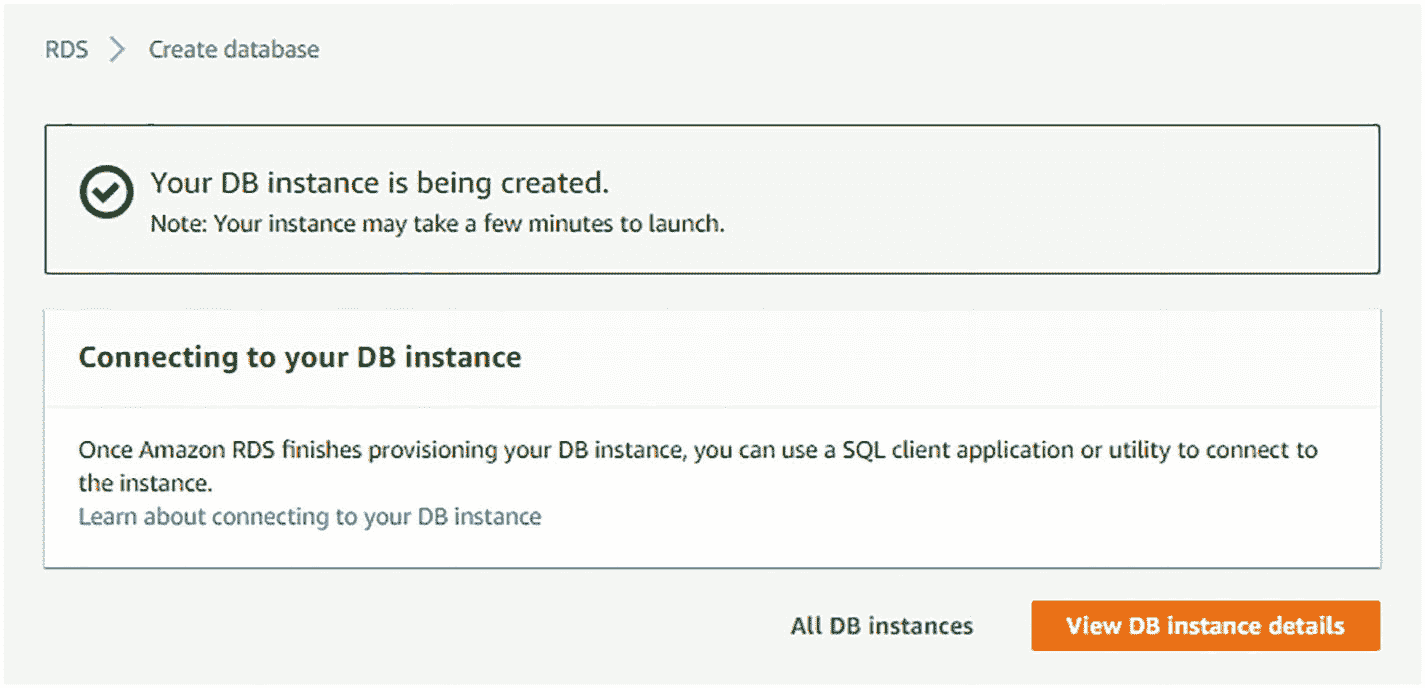 RDS > Create database
Your DB instance is being created.
Note: Your instance may take a few minutes to launch.
Connecting to your DB instance
Once Amazon RDS finishes provisioning your DB instance, you can use a SQL client application or utility to connect to
the instance.
Learn about connecting to your DB instance
All DB instances View DB instance details